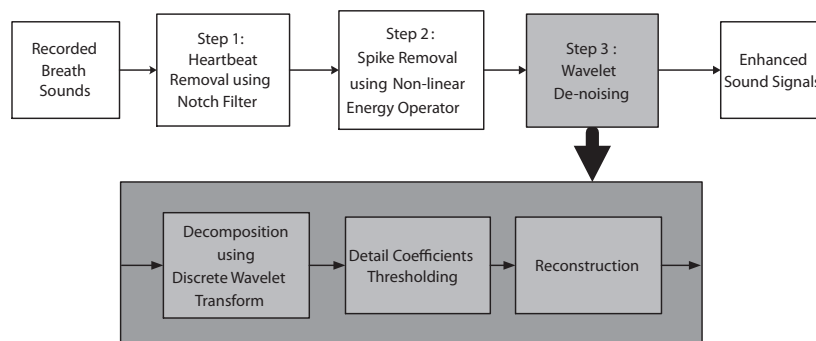 Recorded
Breath
Sounds
Step 1:
Heartbeat
Removal using
Notch Filter
Step 2:
Spike Removal
using Non-linear
Energy Operator
Step 3 :
Wavelet
De-noising
Enhanced
Sound Signals
Decomposition
using
Discrete Wavelet
Transform
Detail Coefficients
Thresholding
Reconstruction